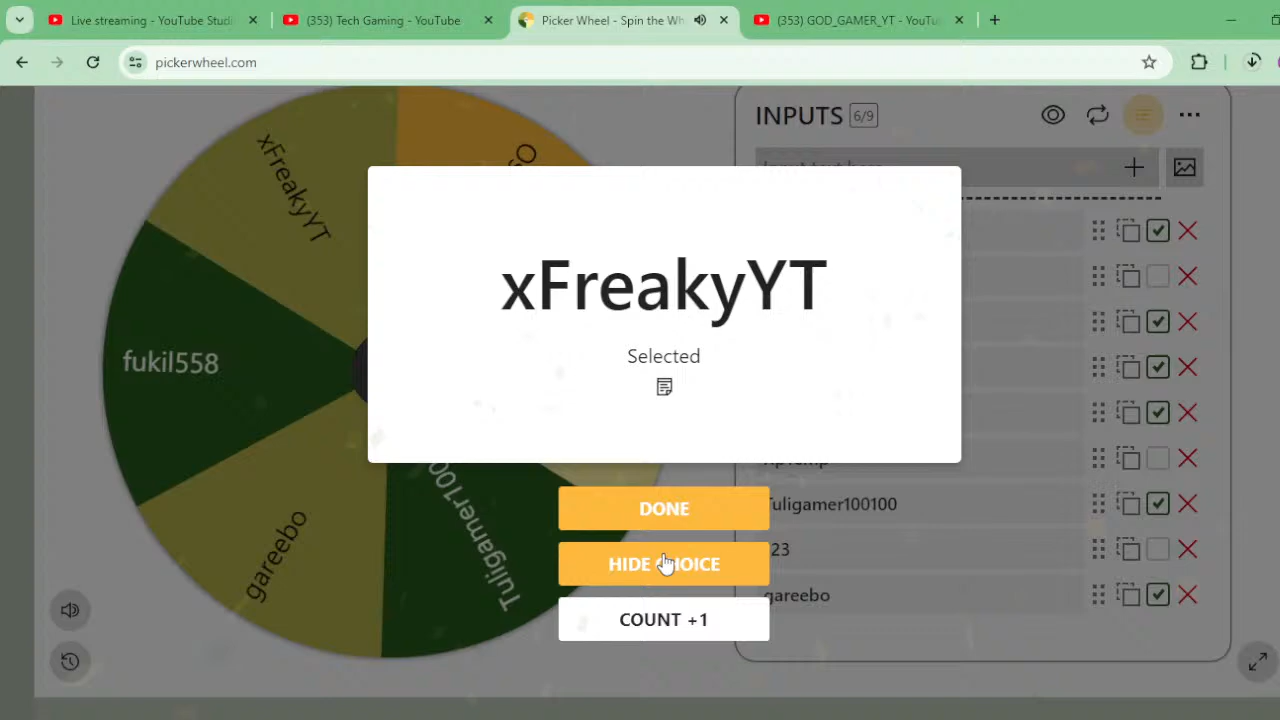 Live streaming - YouTube Studi
(353) Tech Gaming - YouTube
Picker Wheel - Spin the Wh
(353) GOD_GAMER_YT - YouTu
pickerwheel.com
INPUTS 6/9
xFreakyYT
fukil558
gareebo
Tuligamer100
xFreakyYT
Selected
DONE
HIDE CHOICE
COUNT +1
Tuligamer100100
23
gareebo